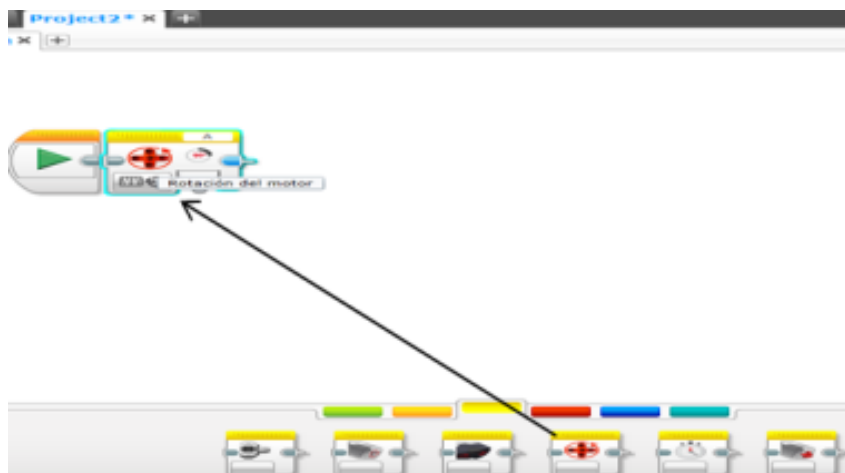 Project2* × +
× +
A
Rotación del motor